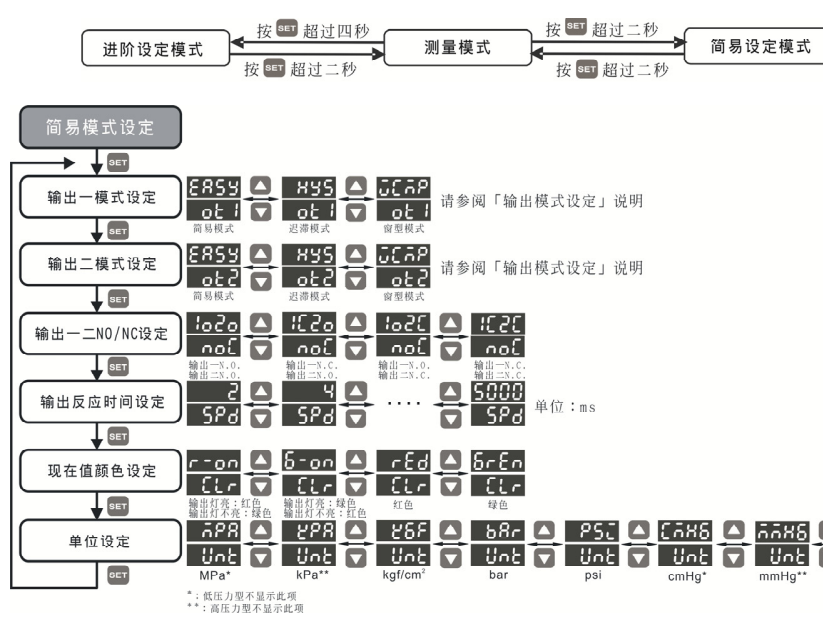 按 SET 超过四秒
按 SET 超过二秒
进阶设定模式
测量模式
简易设定模式
按 SET 超过二秒
按 SET 超过二秒
简易模式设定
SET
输出一模式设定
EASY
HYS
WCMP
请参阅「输出模式设定」说明
ot1
ot1
ot1
简易模式
迟滞模式
窗型模式
SET
输出二模式设定
EASY
HYS
WCMP
请参阅「输出模式设定」说明
ot2
ot2
ot2
简易模式
迟滞模式
窗型模式
SET
输出一二NO/NC设定
1o2o
1C2o
1o2C
1C2C
noC
noC
noC
noC
输出一N.O.
输出一N.C.
输出一N.O.
输出一N.C.
输出二N.O.
输出二N.O.
输出二N.C.
输出二N.C.
SET
输出反应时间设定
2
4
....
5000
单位：ms
SPd
SPd
SPd
SET
现在值颜色设定
r-on
G-on
rEd
GrEn
CLr
CLr
CLr
CLr
输出灯亮：红色
输出灯亮：绿色
红色
绿色
输出灯不亮：绿色
输出灯不亮：红色
SET
单位设定
MPA
KPA
KGF
bAr
PSI
CmHG
mmHG
Unt
Unt
Unt
Unt
Unt
Unt
Unt
MPa*
kPa**
kgf/cm²
bar
psi
cmHg*
mmHg**
SET
*：低压力型不显示此项
**：高压力型不显示此项